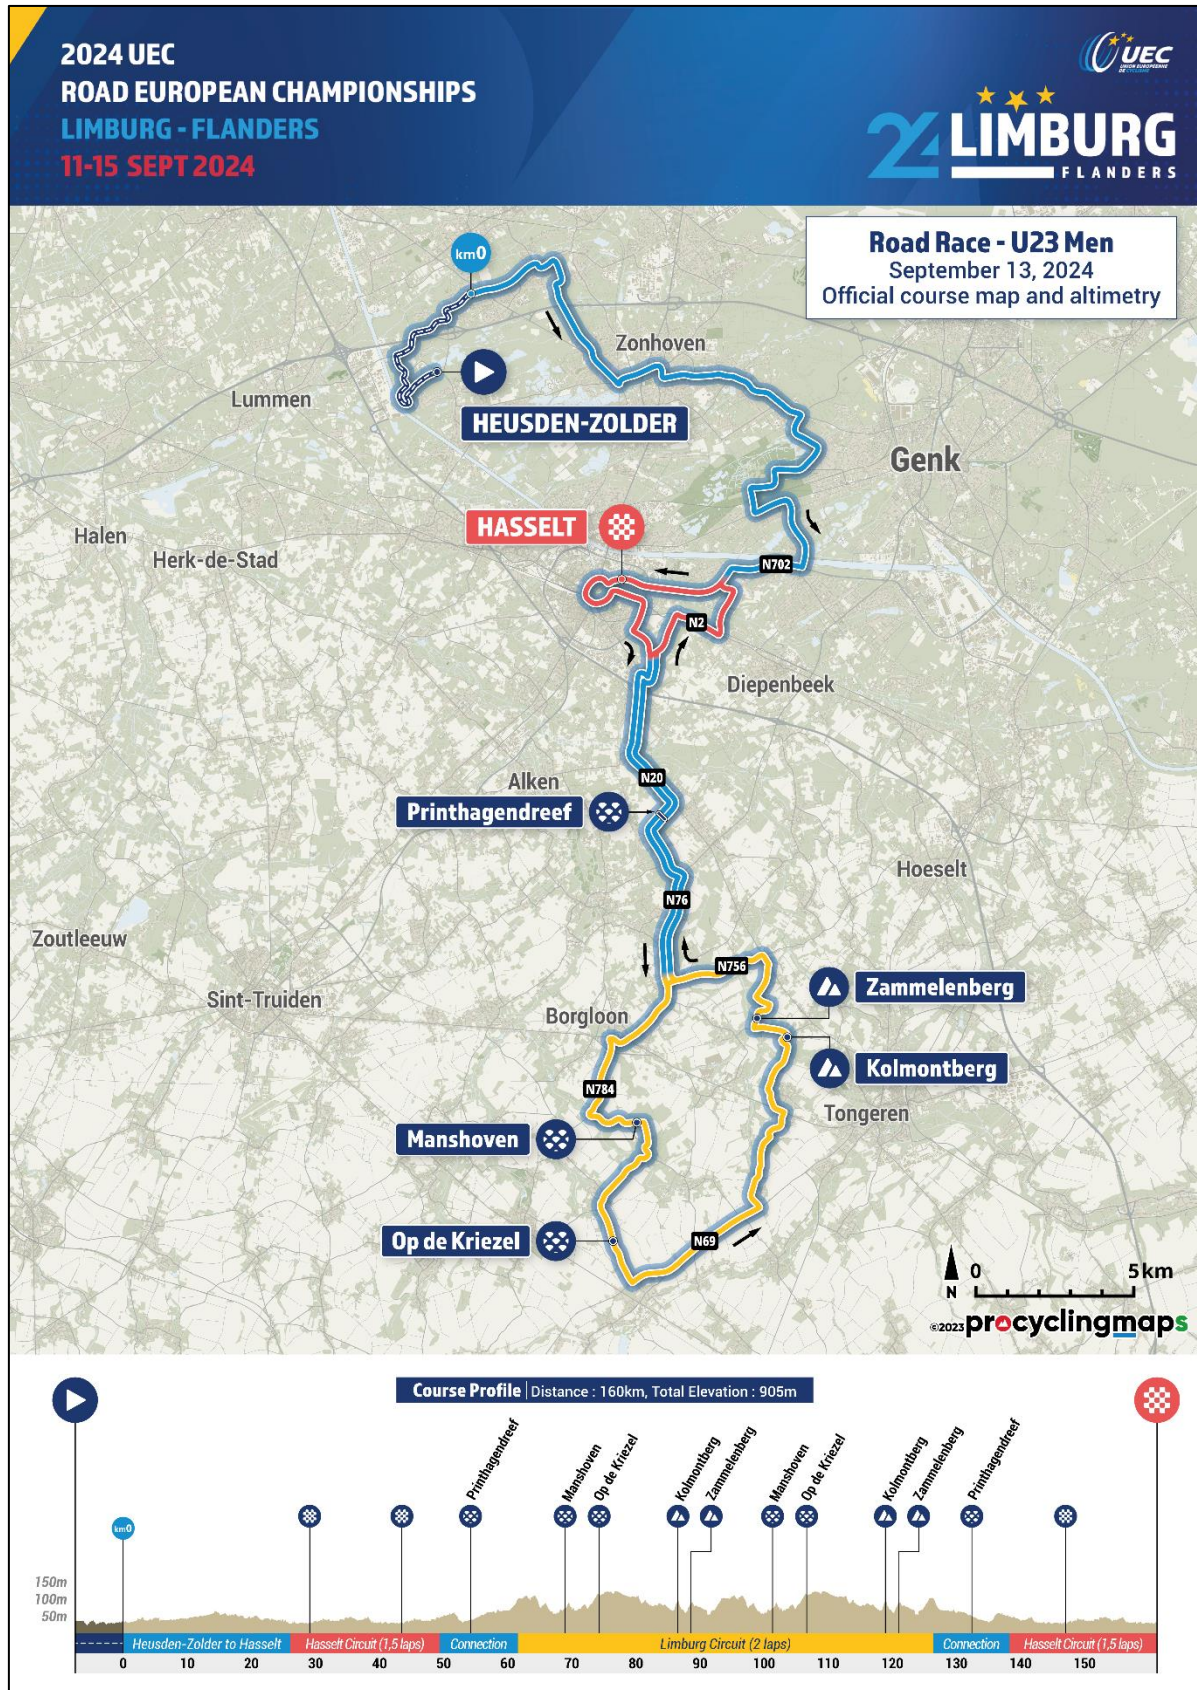 2024 UEC
ROAD EUROPEAN CHAMPIONSHIPS
LIMBURG - FLANDERS
11-15 SEPT 2024
UEC
UNION EUROPEENNE
DE CYCLISME
24 LIMBURG
FLANDERS
Road Race - U23 Men
September 13, 2024
Official course map and altimetry
km0
Zonhoven
Lummen
HEUSDEN-ZOLDER
Genk
HASSELT
Halen
Herk-de-Stad
N702
N2
Diepenbeek
N20
Alken
Printhagendreef
Hoeselt
N76
Zoutleeuw
N756
Zammelenberg
Sint-Truiden
Borgloon
Kolmontberg
N784
Tongeren
Manshoven
Op de Kriezel
N69
N
0 5km
©2023 procyclingmaps
Course Profile | Distance : 160km, Total Elevation : 905m
Printhagendreef
Manshoven
Op de Kriezel
Kolmontberg
Zammelenberg
Manshoven
Op de Kriezel
Kolmontberg
Zammelenberg
Printhagendreef
km0
150m
100m
50m
Heusden-Zolder to Hasselt
Hasselt Circuit (1,5 laps)
Connection
Limburg Circuit (2 laps)
Connection
Hasselt Circuit (1,5 laps)
0 10 20 30 40 50 60 70 80 90 100 110 120 130 140 150